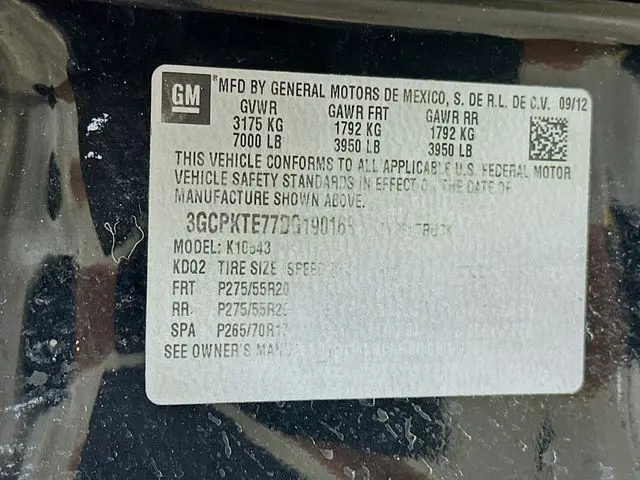 GM ®MFD BY GENERAL MOTORS DE MEXICO, S. DE R.L. DE C.V. 09/12
GVWR GAWR FRT GAWR RR
3175 KG 1792 KG 1792 KG
7000 LB 3950 LB 3950 LB
THIS VEHICLE CONFORMS TO ALL APPLICABLE U.S. FEDERAL MOTOR
VEHICLE SAFETY STANDARDS IN EFFECT ON THE DATE OF
MANUFACTURE SHOWN ABOVE.
MODEL: K10543
KDQ2 TIRE SIZE SPEED
FRT P275/55R20
RR P275/55R20
SPA P265/70R17
SEE OWNER'S MANUAL